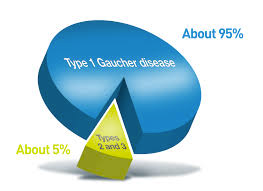 About 95%
Type 1 Gaucher disease
Types
2 and 3
About 5%